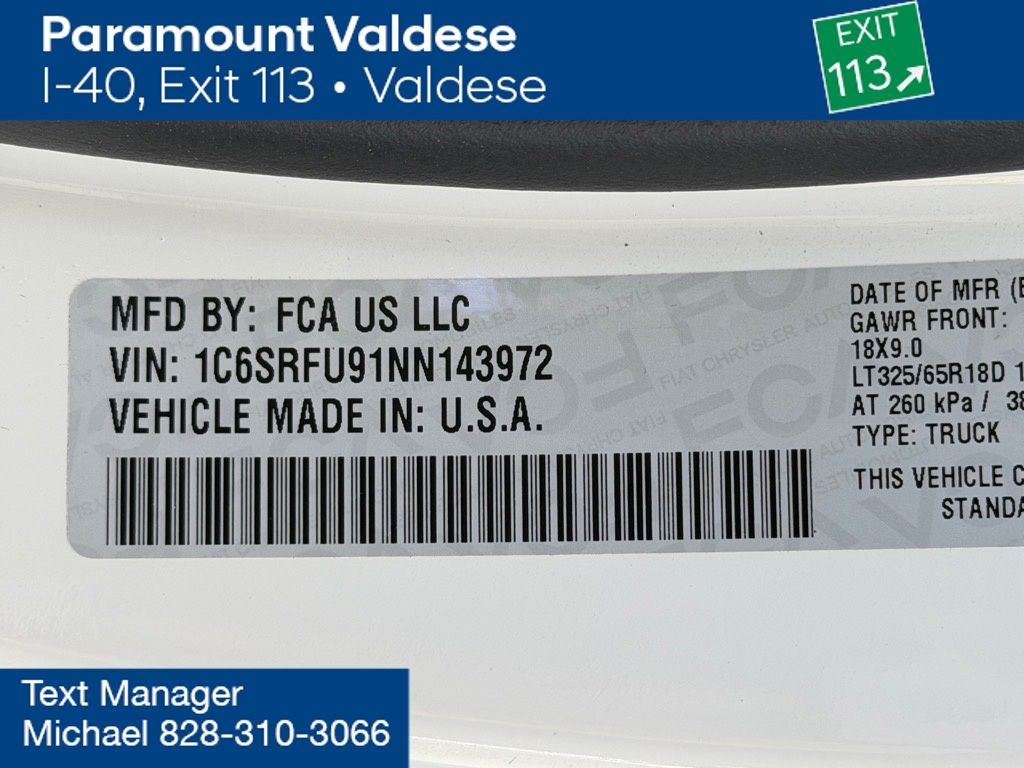 Paramount Valdese
I-40, Exit 113 • Valdese
EXIT
113
MFD BY: FCA US LLC
VIN: 1C6SRFU91NN143972
VEHICLE MADE IN: U.S.A.
DATE OF MFR
GAWR FRONT:
18X9.0
LT325/65R18D
AT 260 kPa /
TYPE: TRUCK
THIS VEHICLE
Text Manager
Michael 828-310-3066